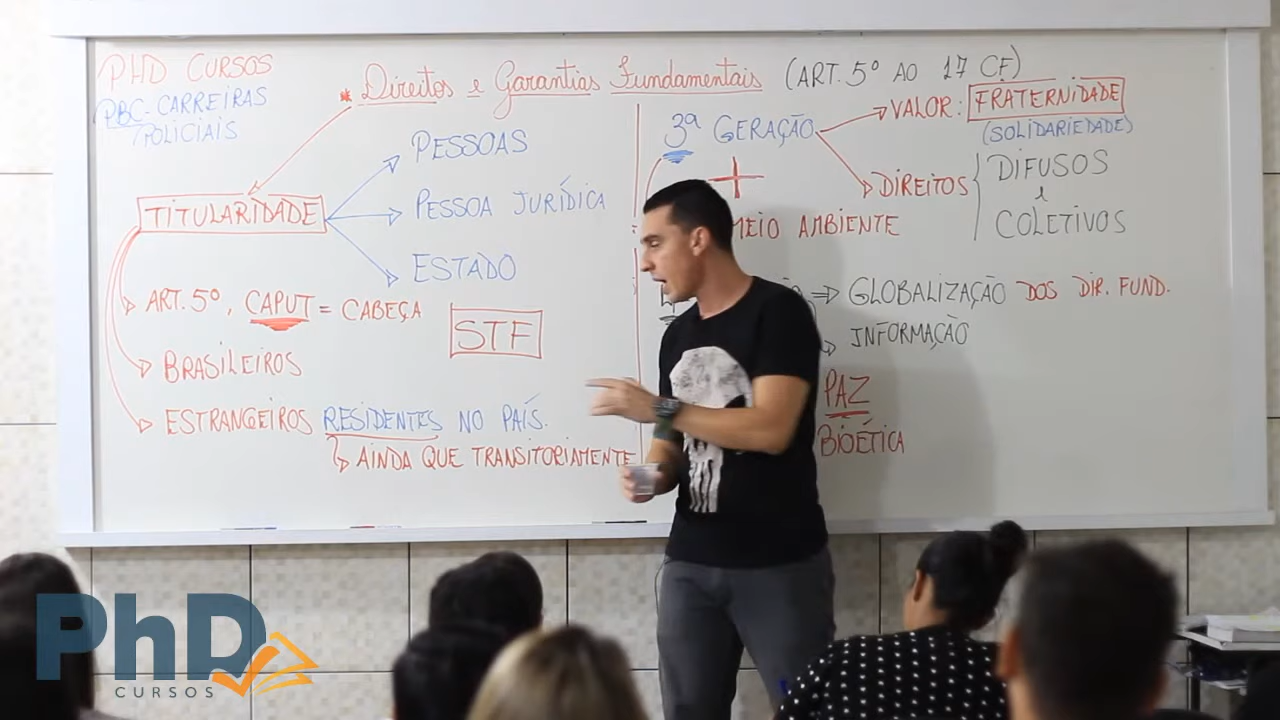 PHD CURSOS
PBC-CARREIRAS
POLICIAIS
Direitos e Garantias Fundamentais (ART. 5º AO 17 CF)
TITULARIDADE
PESSOAS
PESSOA JURÍDICA
ESTADO
ART. 5º, CAPUT = CABEÇA
STF
BRASILEIROS
ESTRANGEIROS RESIDENTES NO PAÍS.
AINDA QUE TRANSITORIAMENTE
3ª GERAÇÃO
VALOR: FRATERNIDADE
(SOLIDARIEDADE)
DIREITOS
DIFUSOS
e
COLETIVOS
MEIO AMBIENTE
GLOBALIZAÇÃO DOS DIR. FUND.
INFORMAÇÃO
PAZ
BIOÉTICA
PhD
CURSOS